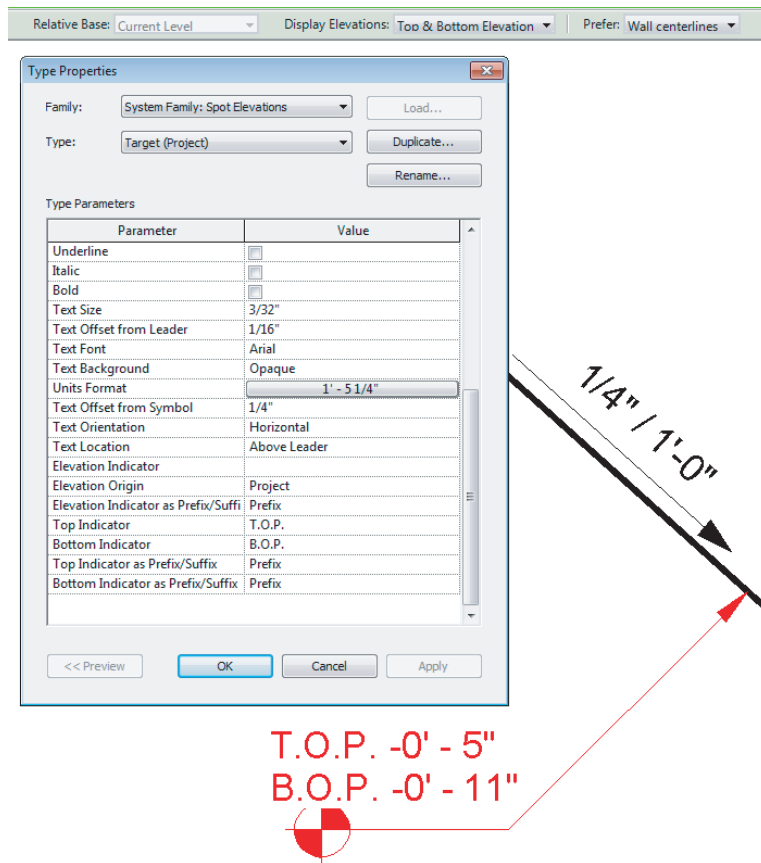 Relative Base: Current Level Display Elevations: Top & Bottom Elevation Prefer: Wall centerlines
Type Properties
Family: System Family: Spot Elevations Load...
Type: Target (Project) Duplicate...
Rename...
Type Parameters
Parameter Value
Underline
Italic
Bold
Text Size 3/32"
Text Offset from Leader 1/16"
Text Font Arial
Text Background Opaque
Units Format 1' - 5 1/4"
Text Offset from Symbol 1/4"
Text Orientation Horizontal
Text Location Above Leader
Elevation Indicator
Elevation Origin Project
Elevation Indicator as Prefix/Suffi Prefix
Top Indicator T.O.P.
Bottom Indicator B.O.P.
Top Indicator as Prefix/Suffix Prefix
Bottom Indicator as Prefix/Suffix Prefix
<< Preview OK Cancel Apply
1/4" / 1'-0"
T.O.P. -0' - 5"
B.O.P. -0' - 11"